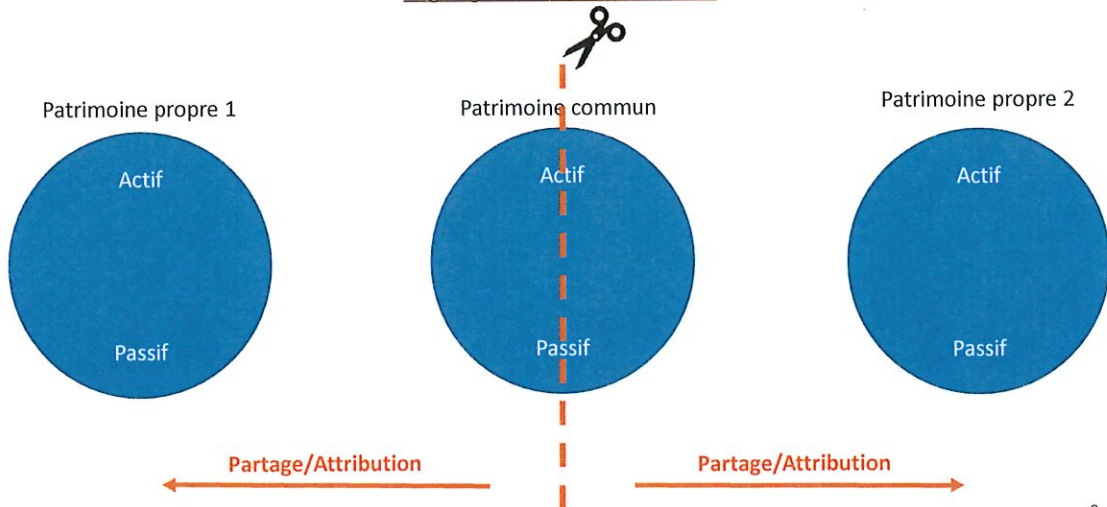 Patrimoine propre 1
Patrimoine commun
Patrimoine propre 2
Actif
Actif
Actif
Passif
Passif
Passif
Partage/Attribution
Partage/Attribution